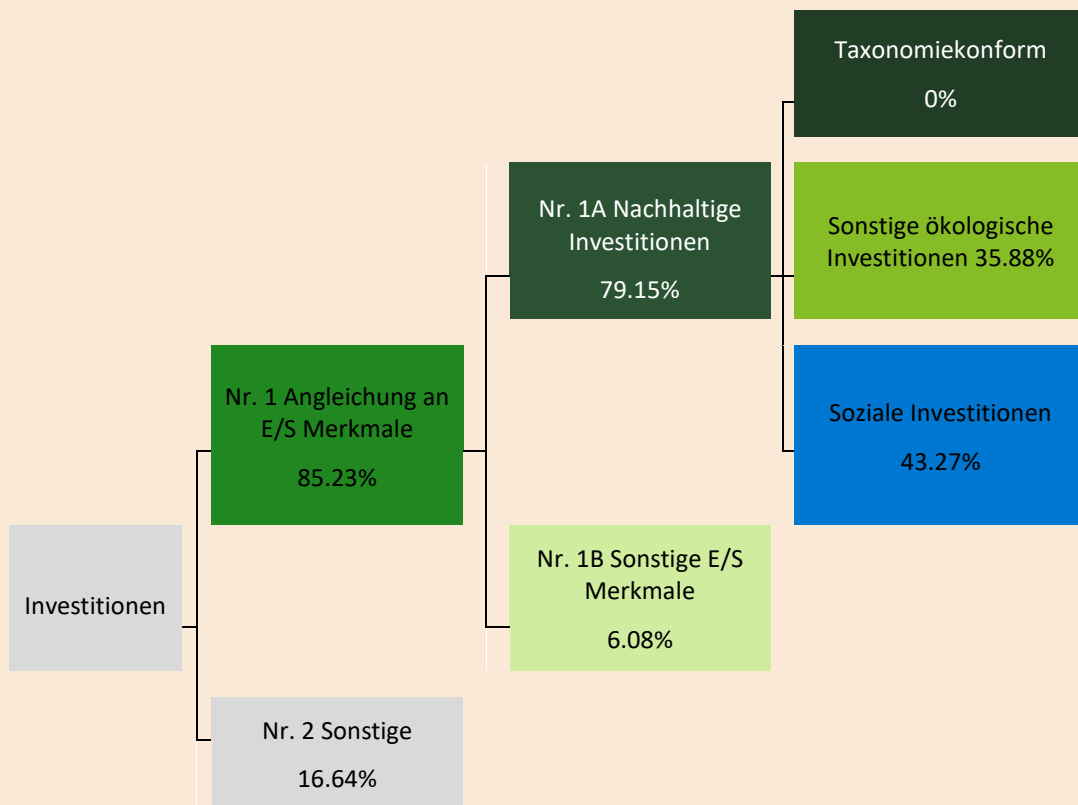 Taxonomiekonform
0%
Nr. 1A Nachhaltige
Investitionen
79.15%
Sonstige ökologische
Investitionen 35.88%
Nr. 1 Angleichung an
E/S Merkmale
85.23%
Soziale Investitionen
43.27%
Investitionen
Nr. 1B Sonstige E/S
Merkmale
6.08%
Nr. 2 Sonstige
16.64%